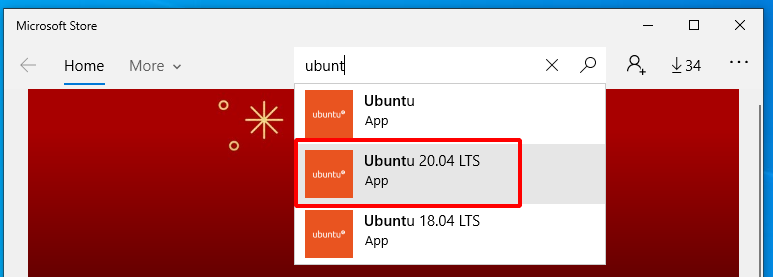 Microsoft Store
Home More ubunt 34
ubuntu Ubuntu
App
ubuntu Ubuntu 20.04 LTS
App
ubuntu Ubuntu 18.04 LTS
App